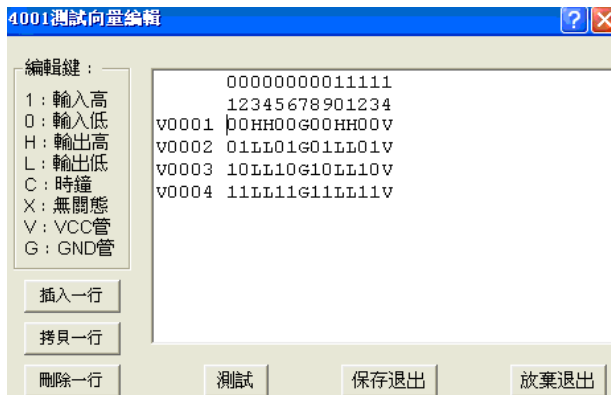 4001測試向量編輯
編輯鍵：
1：輸入高
0：輸入低
H：輸出高
L：輸出低
C：時鐘
X：無關態
V：VCC管
G：GND管
00000000011111
12345678901234
V0001 00HH00G00HH00V
V0002 01LL01G01LL01V
V0003 10LL10G10LL10V
V0004 11LL11G11LL11V
插入一行
拷貝一行
刪除一行
測試
保存退出
放棄退出